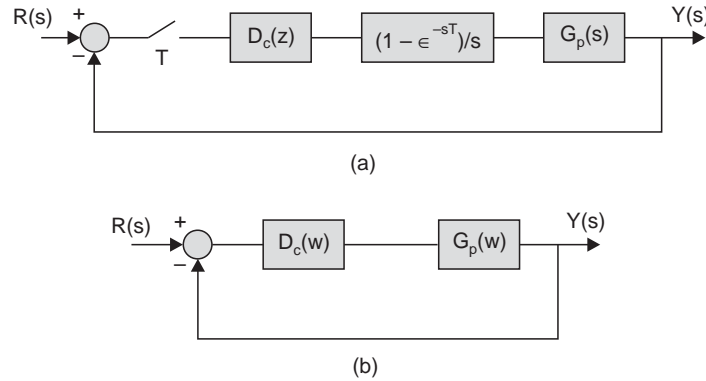 R(s) + − T D_c(z) (1 − ∈^−sT)/s G_p(s) Y(s)
(a)
R(s) + − D_c(w) G_p(w) Y(s)
(b)